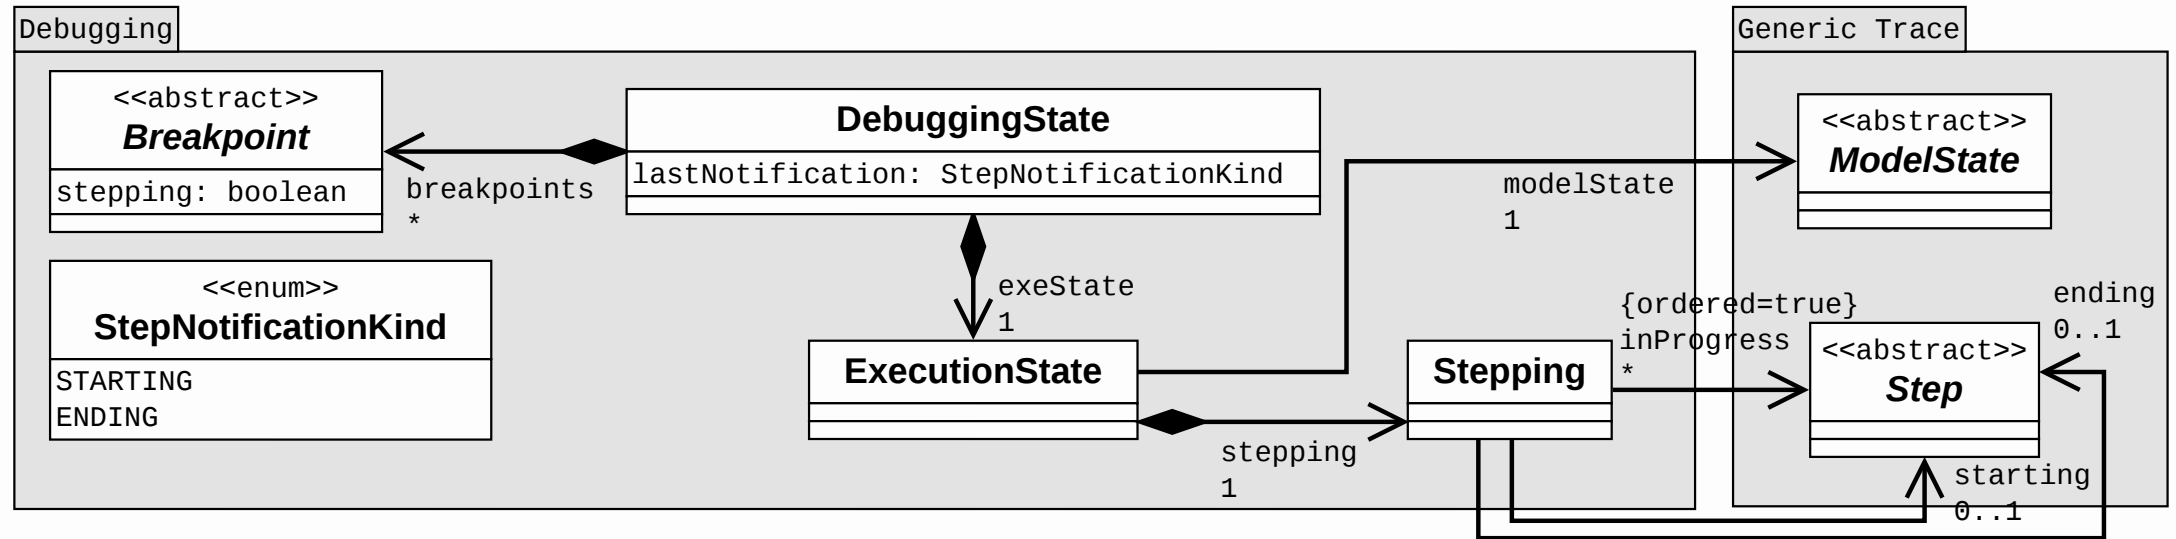 Debugging
<<abstract>>
Breakpoint
stepping: boolean
breakpoints
*
DebuggingState
lastNotification: StepNotificationKind
<<enum>>
StepNotificationKind
STARTING
ENDING
exeState
1
ExecutionState
stepping
1
Stepping
modelState
1
{ordered=true}
inProgress
*
Generic Trace
<<abstract>>
ModelState
ending
0..1
<<abstract>>
Step
starting
0..1